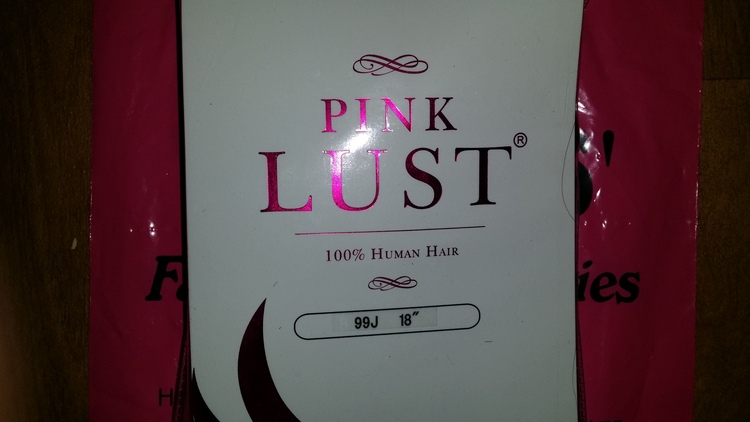 PINK
LUST®
100% HUMAN HAIR
99J 18"